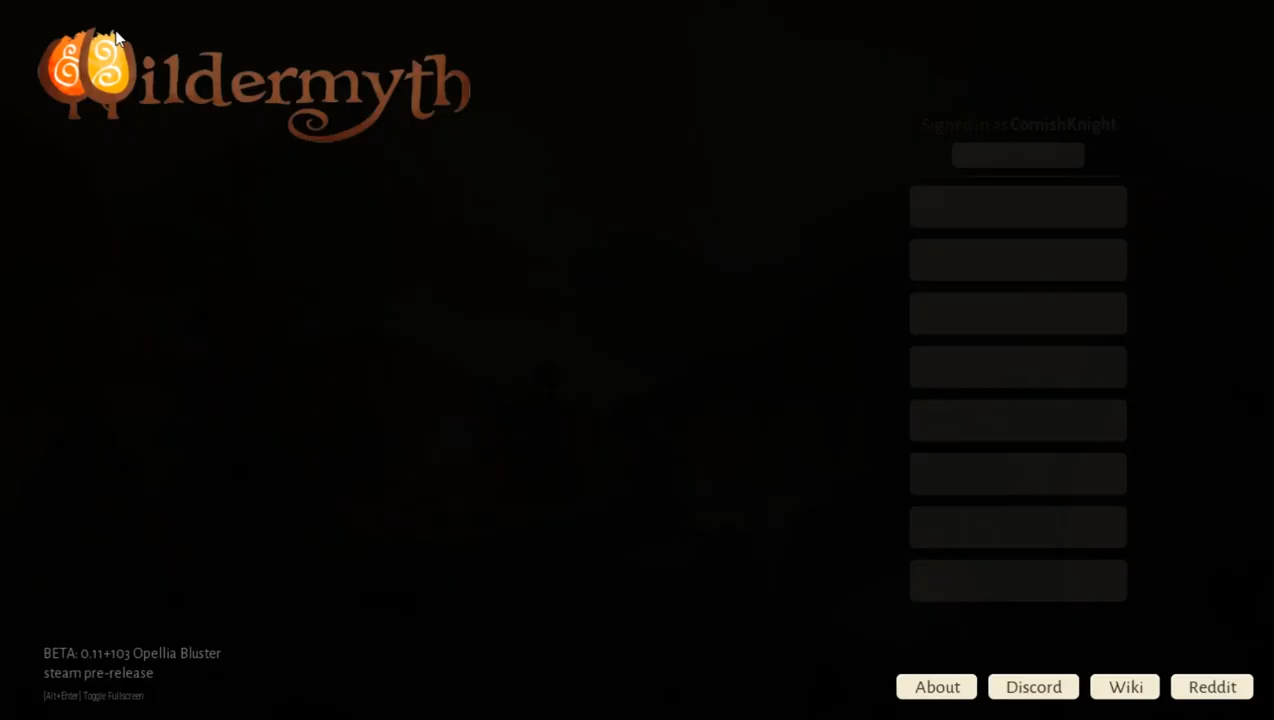 Wildermyth
Signed in as CornishKnight
BETA: 0.11+103 Opellia Bluster
steam pre-release
[Alt+Enter] Toggle Fullscreen
About Discord Wiki Reddit